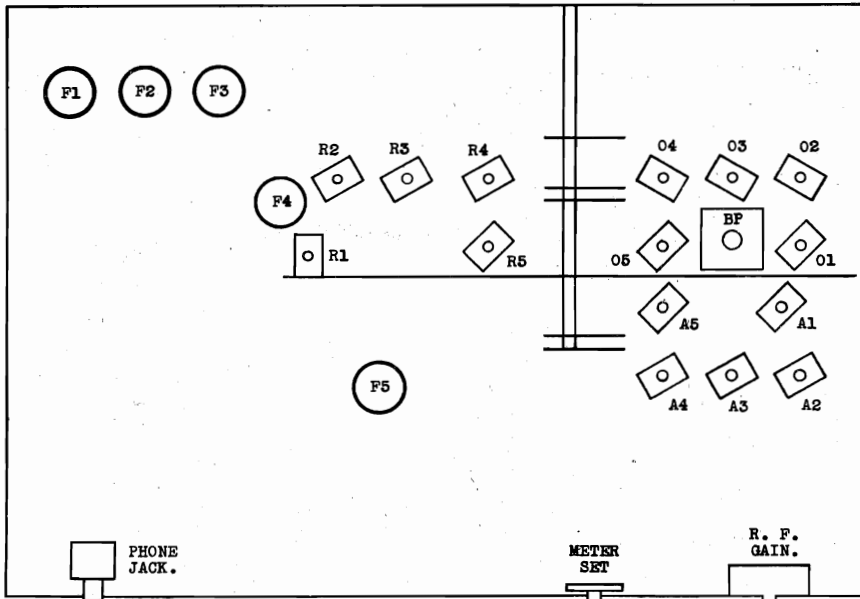 F1 F2 F3
R2 R3 R4 04 03 02
F4 BP
R1 R5 05 01
A5 A1
F5
A4 A3 A2
PHONE
JACK.
METER
SET
R. F.
GAIN.